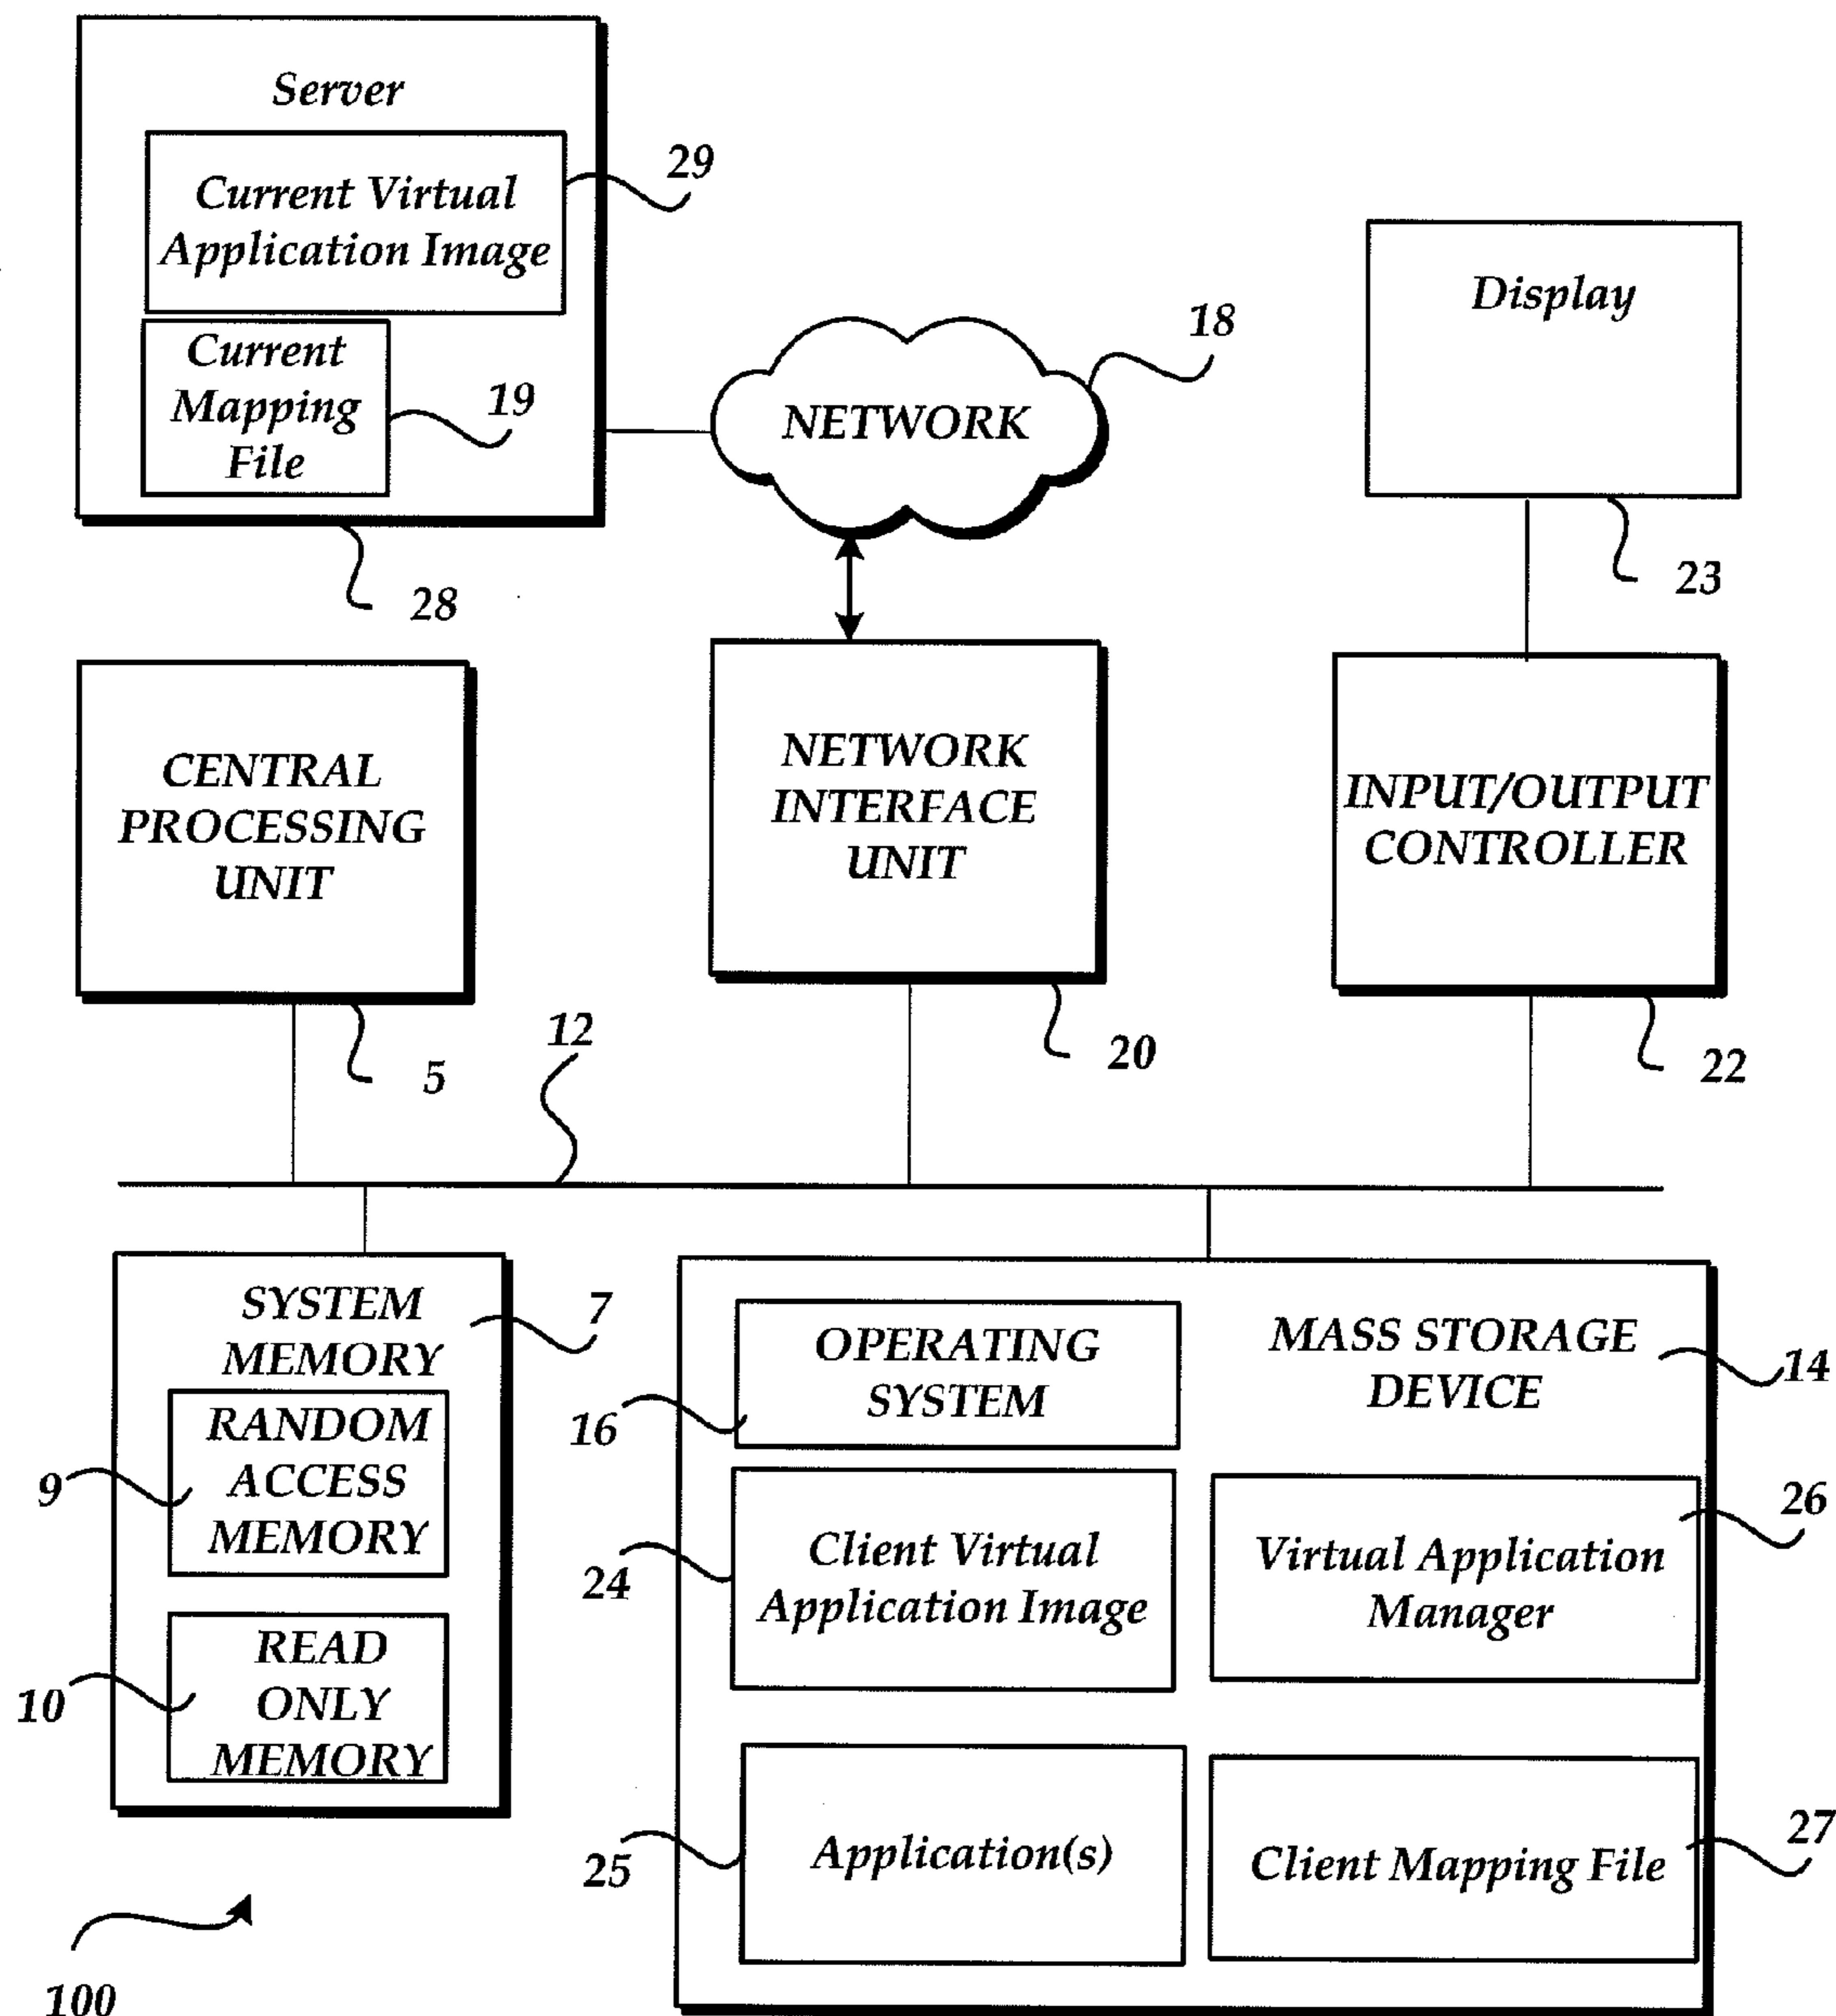 Server
Current Virtual
Application Image
29
Current
Mapping
File
19
28
NETWORK
18
Display
23
CENTRAL
PROCESSING
UNIT
5
NETWORK
INTERFACE
UNIT
20
INPUT/OUTPUT
CONTROLLER
22
12
SYSTEM
MEMORY
7
RANDOM
ACCESS
MEMORY
9
READ
ONLY
MEMORY
10
MASS STORAGE
DEVICE
14
OPERATING
SYSTEM
16
Client Virtual
Application Image
24
Virtual Application
Manager
26
Application(s)
25
Client Mapping File
27
100